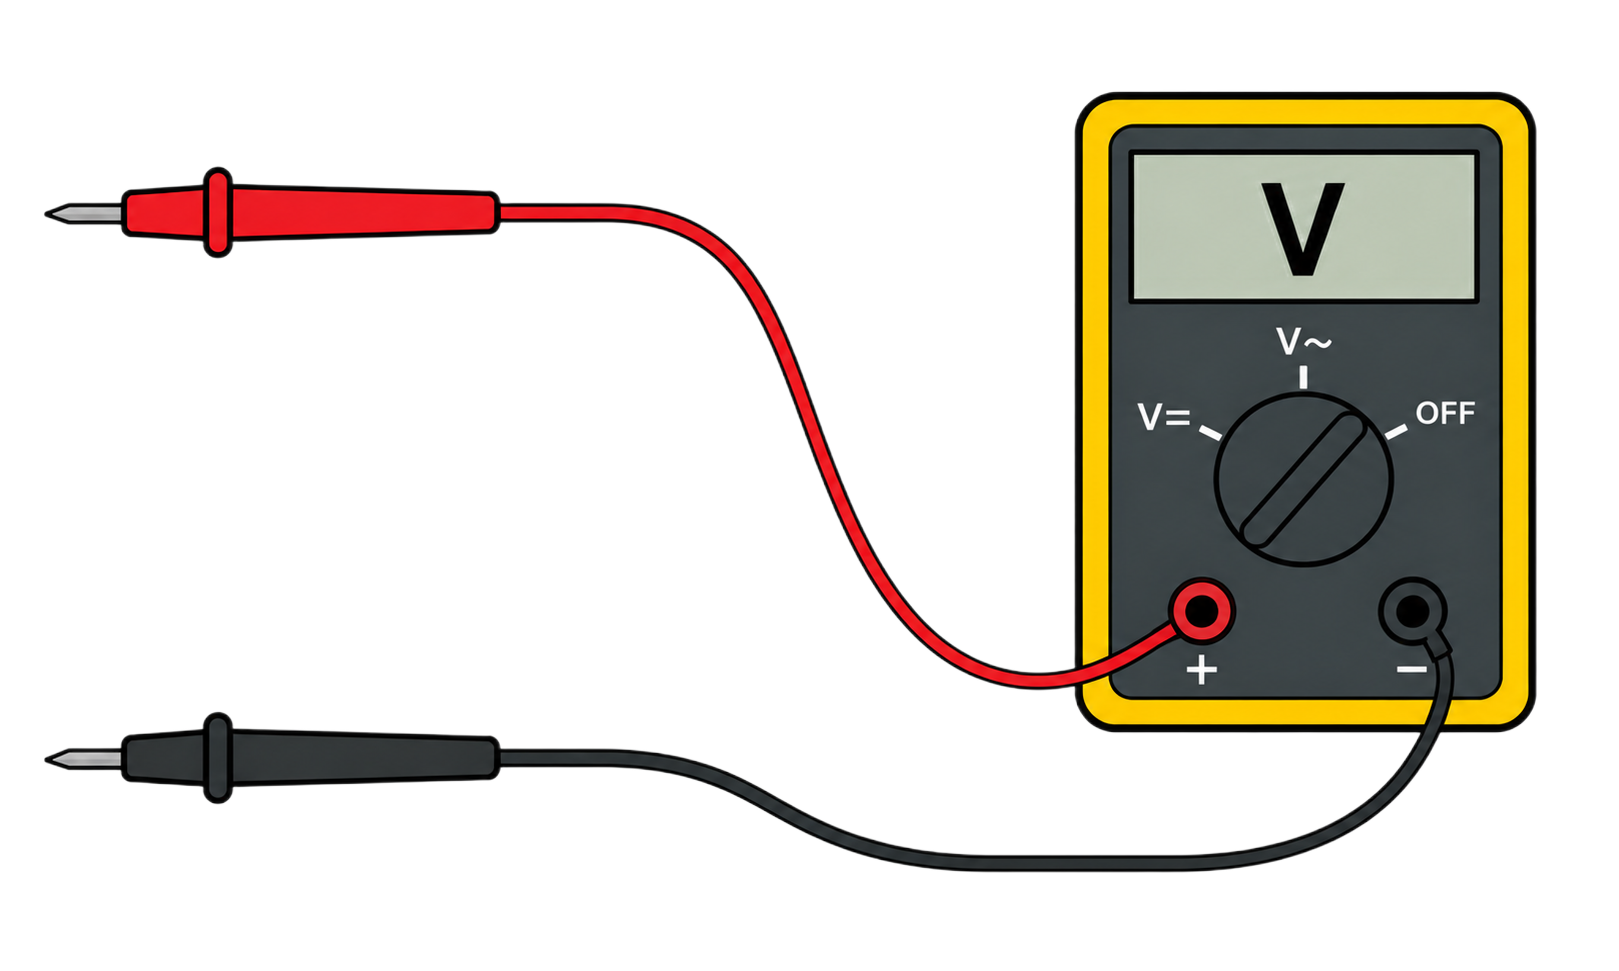 V
V~
V= OFF
+ −